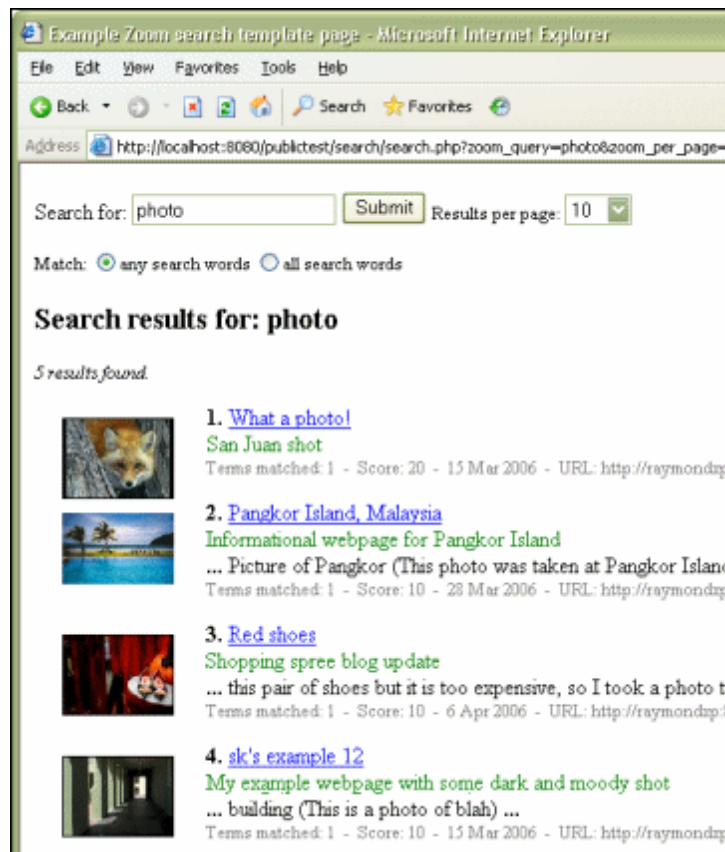 Example Zoom search template page - Microsoft Internet Explorer
File Edit View Favorites Tools Help
Back Search Favorites
Address http://localhost:8080/publictest/search/search.php?zoom_query=photo&zoom_per_page=
Search for: photo Submit Results per page: 10
Match: any search words all search words
Search results for: photo
5 results found.
1. What a photo!
San Juan shot
Terms matched: 1 - Score: 20 - 15 Mar 2006 - URL: http://raymondzp
2. Pangkor Island, Malaysia
Informational webpage for Pangkor Island
... Picture of Pangkor (This photo was taken at Pangkor Island
Terms matched: 1 - Score: 10 - 28 Mar 2006 - URL: http://raymondzp
3. Red shoes
Shopping spree blog update
... this pair of shoes but it is too expensive, so I took a photo t
Terms matched: 1 - Score: 10 - 6 Apr 2006 - URL: http://raymondzp:
4. sk's example 12
My example webpage with some dark and moody shot
... building (This is a photo of blah) ...
Terms matched: 1 - Score: 10 - 15 Mar 2006 - URL: http://raymondzp